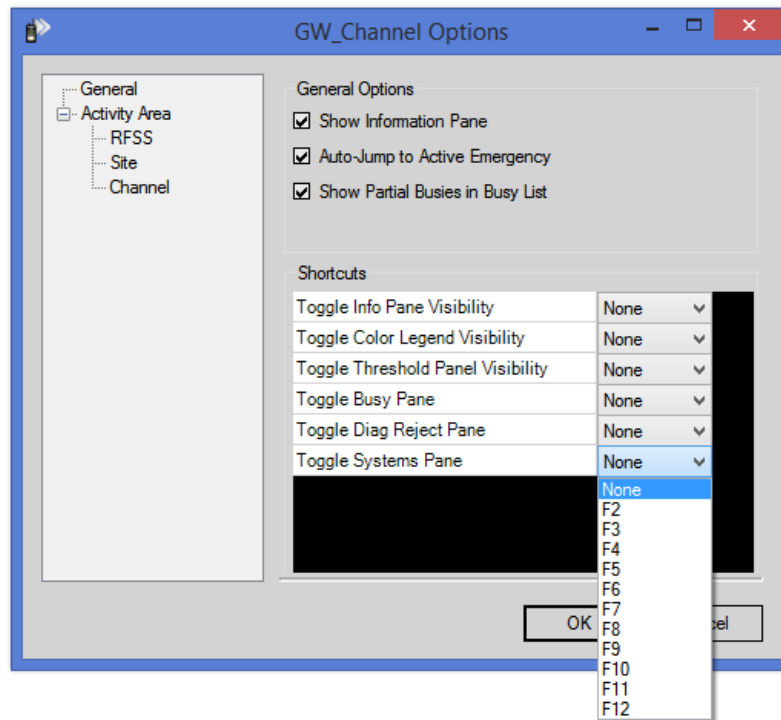 GW_Channel Options
General
Activity Area
RFSS
Site
Channel
General Options
Show Information Pane
Auto-Jump to Active Emergency
Show Partial Busies in Busy List
Shortcuts
Toggle Info Pane Visibility None
Toggle Color Legend Visibility None
Toggle Threshold Panel Visibility None
Toggle Busy Pane None
Toggle Diag Reject Pane None
Toggle Systems Pane None
None
F2
F3
F4
F5
F6
F7
F8
F9
F10
F11
F12
OK